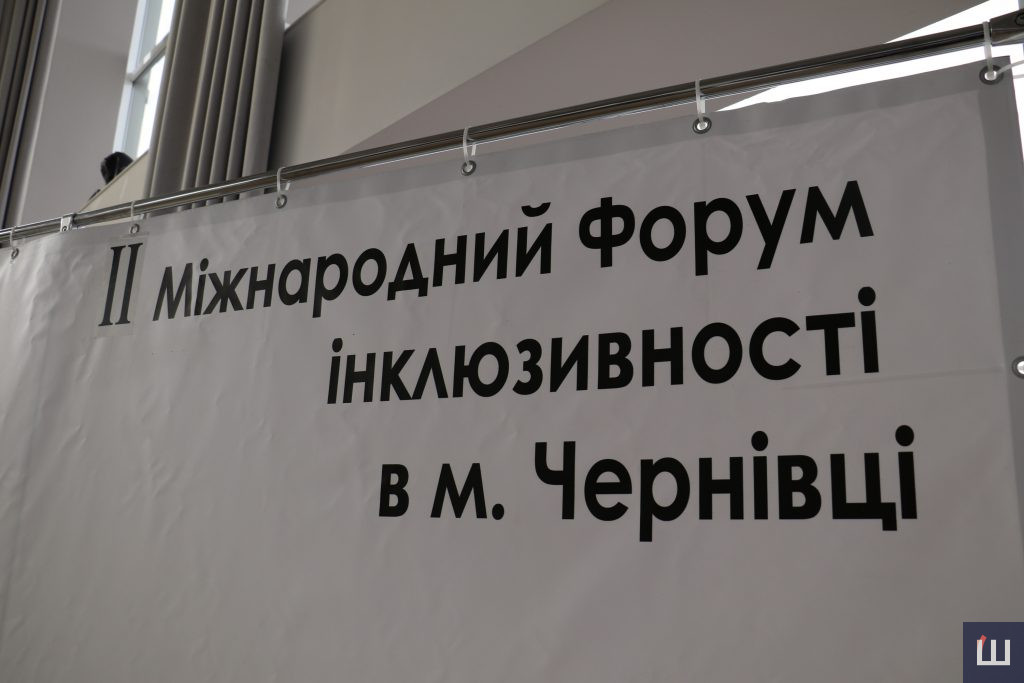 II Міжнародний Форум
інклюзивності
в м. Чернівці
Ш